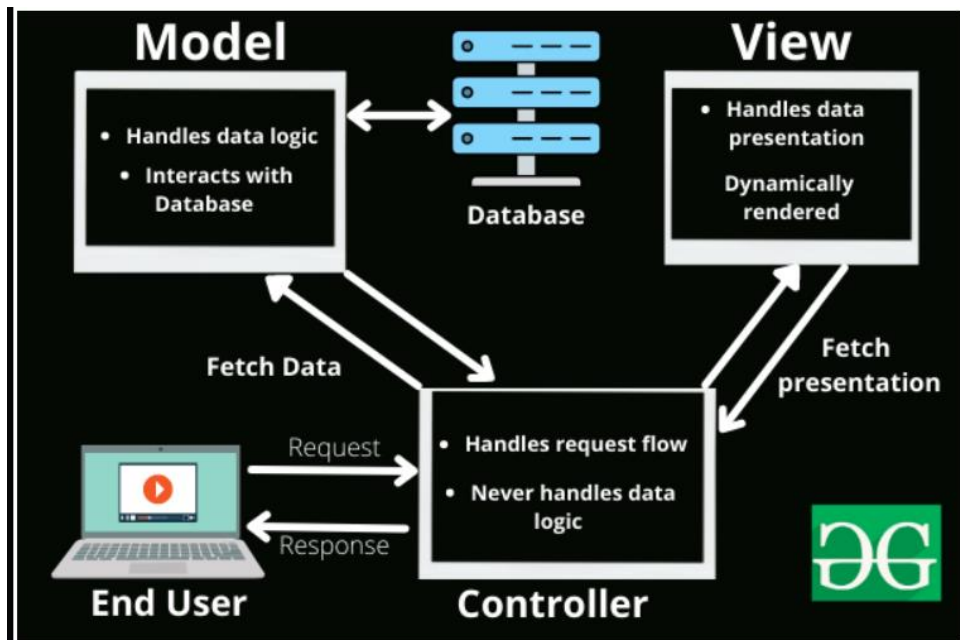 Model
View
• Handles data logic
• Interacts with
Database
Database
• Handles data
presentation
Dynamically
rendered
Fetch Data
Fetch
presentation
Request
Response
• Handles request flow
• Never handles data
logic
End User
Controller
GG